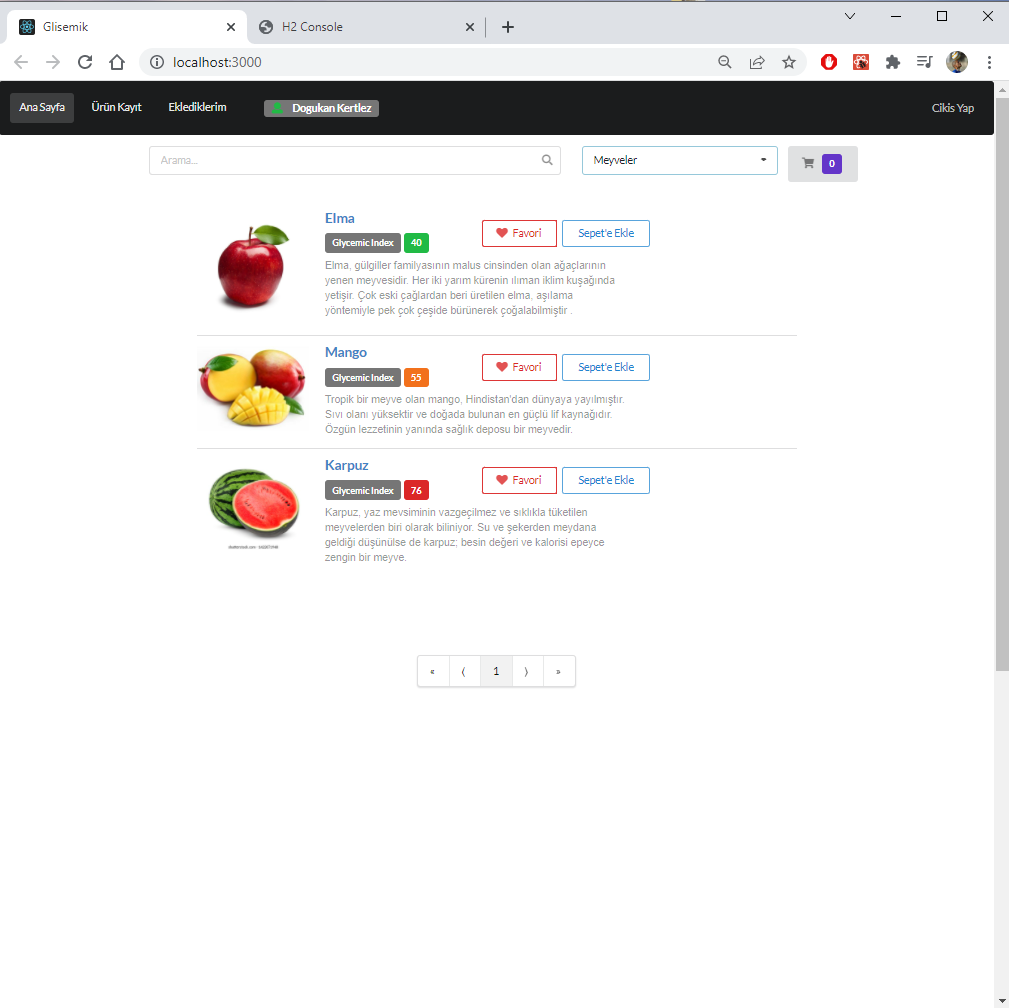 Glisemik
H2 Console
localhost:3000
Ana Sayfa
Ürün Kayıt
Eklediklerim
Dogukan Kertlez
Cikis Yap
Arama...
Meyveler
0
Elma
Glycemic Index 40
Favori
Sepet'e Ekle
Elma, gülgiller familyasının malus cinsinden olan ağaçlarının
yenen meyvesidir. Her iki yarım kürenin ılıman iklim kuşağında
yetişir. Çok eski çağlardan beri üretilen elma, aşılama
yöntemiyle pek çok çeşide bürünerek çoğalabilmiştir .
Mango
Glycemic Index 55
Favori
Sepet'e Ekle
Tropik bir meyve olan mango, Hindistan'dan dünyaya yayılmıştır.
Sıvı olanı yüksektir ve doğada bulunan en güçlü lif kaynağıdır.
Özgün lezzetinin yanında sağlık deposu bir meyvedir.
Karpuz
Glycemic Index 76
Favori
Sepet'e Ekle
Karpuz, yaz mevsiminin vazgeçilmez ve sıklıkla tüketilen
meyvelerden biri olarak biliniyor. Su ve şekerden meydana
geldiği düşünülse de karpuz; besin değeri ve kalorisi epeyce
zengin bir meyve.
« ⟨ 1 ⟩ »